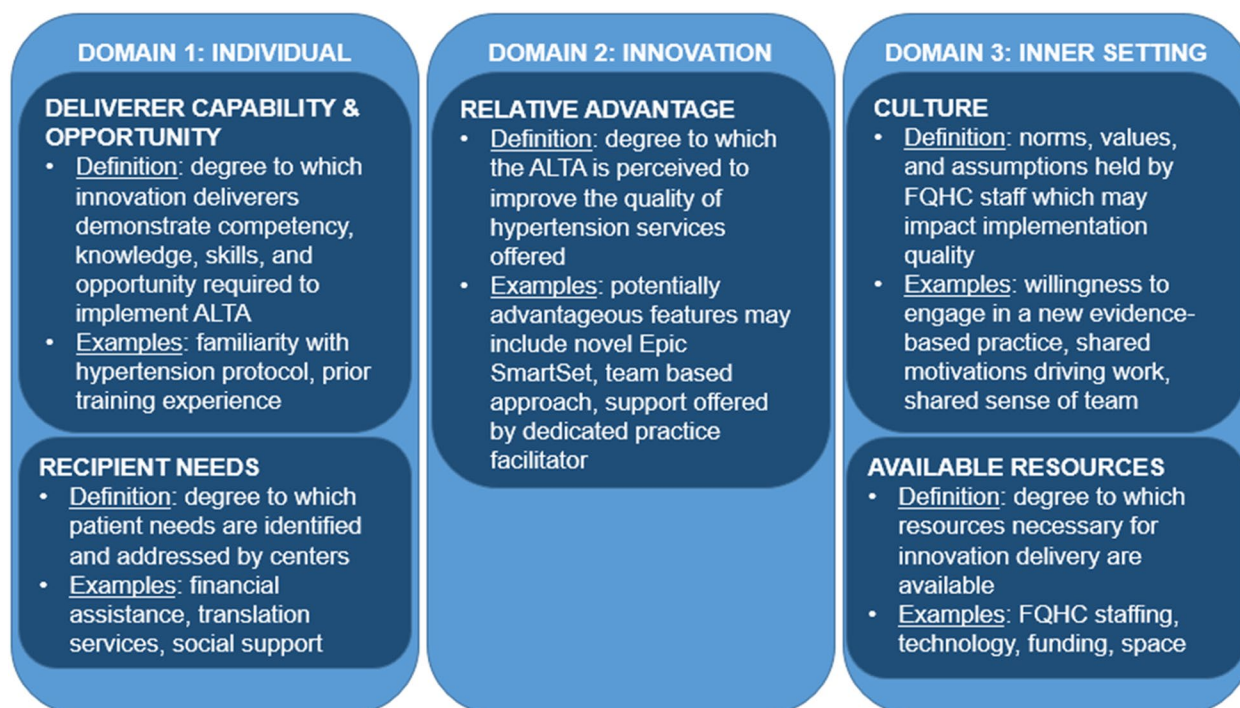 DOMAIN 1: INDIVIDUAL
DELIVERER CAPABILITY &
OPPORTUNITY
• Definition: degree to which
innovation deliverers
demonstrate competency,
knowledge, skills, and
opportunity required to
implement ALTA
• Examples: familiarity with
hypertension protocol, prior
training experience
RECIPIENT NEEDS
• Definition: degree to which
patient needs are identified
and addressed by centers
• Examples: financial
assistance, translation
services, social support
DOMAIN 2: INNOVATION
RELATIVE ADVANTAGE
• Definition: degree to which
the ALTA is perceived to
improve the quality of
hypertension services
offered
• Examples: potentially
advantageous features may
include novel Epic
SmartSet, team based
approach, support offered
by dedicated practice
facilitator
DOMAIN 3: INNER SETTING
CULTURE
• Definition: norms, values,
and assumptions held by
FQHC staff which may
impact implementation
quality
• Examples: willingness to
engage in a new evidence-
based practice, shared
motivations driving work,
shared sense of team
AVAILABLE RESOURCES
• Definition: degree to which
resources necessary for
innovation delivery are
available
• Examples: FQHC staffing,
technology, funding, space